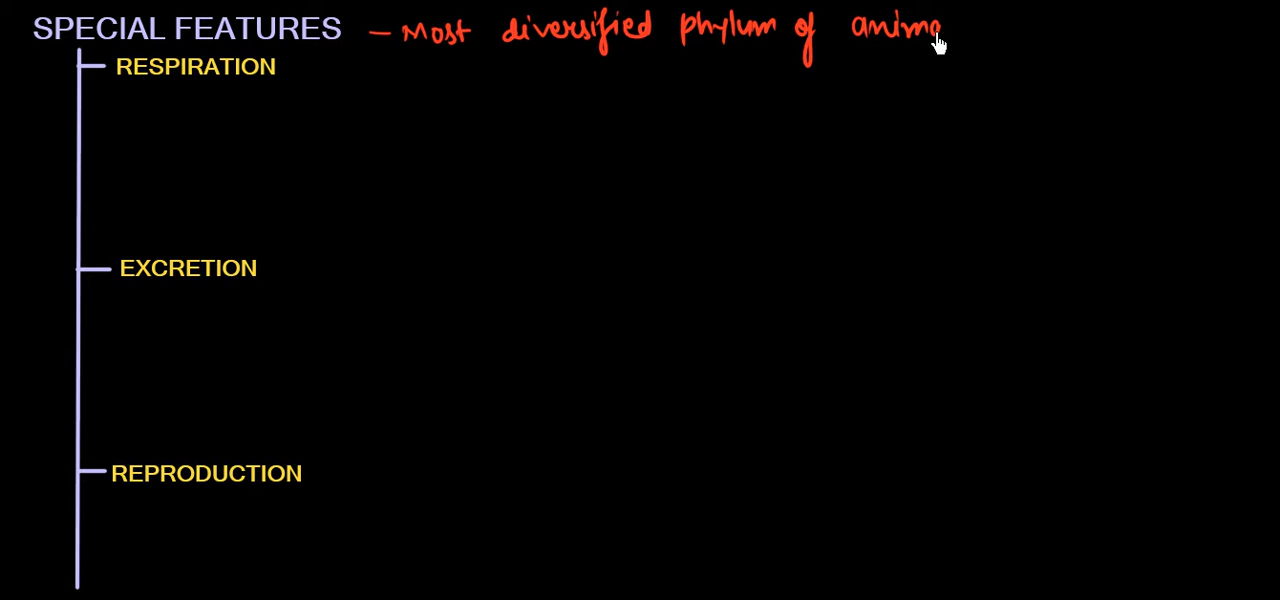 SPECIAL FEATURES – Most diversified phylum of anima
RESPIRATION
EXCRETION
REPRODUCTION